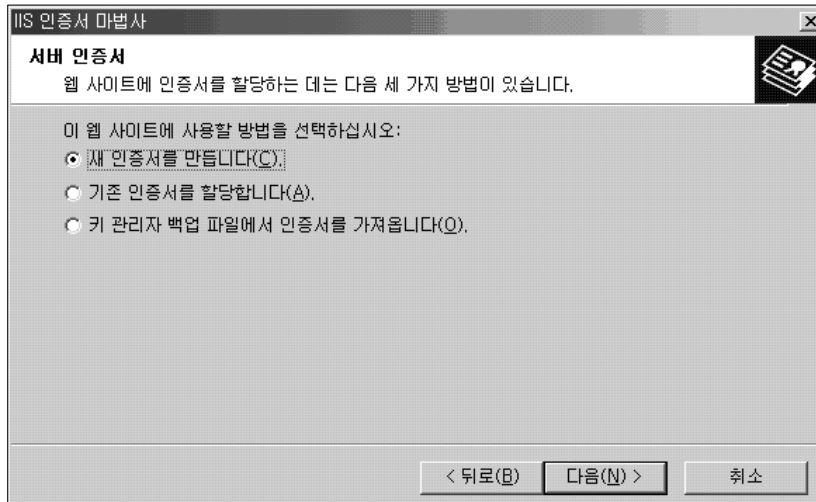 IIS 인증서 마법사
서버 인증서
웹 사이트에 인증서를 할당하는 데는 다음 세 가지 방법이 있습니다.
이 웹 사이트에 사용할 방법을 선택하십시오:
새 인증서를 만듭니다(C).
기존 인증서를 할당합니다(A).
키 관리자 백업 파일에서 인증서를 가져옵니다(O).
< 뒤로(B) 다음(N) > 취소